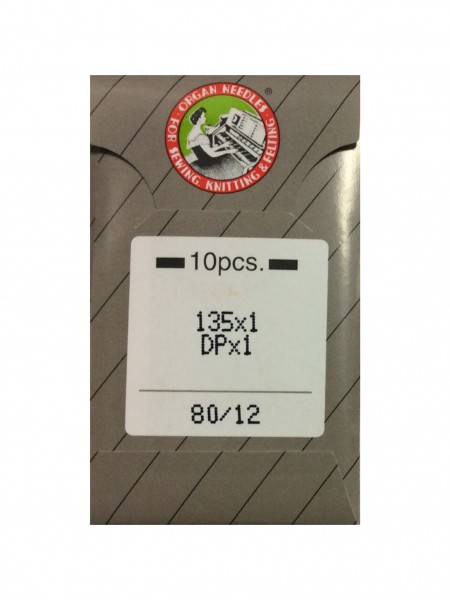 ORGAN NEEDLES
®
FOR SEWING KNITTING & FELTING
10pcs.
135x1
DPx1
80/12